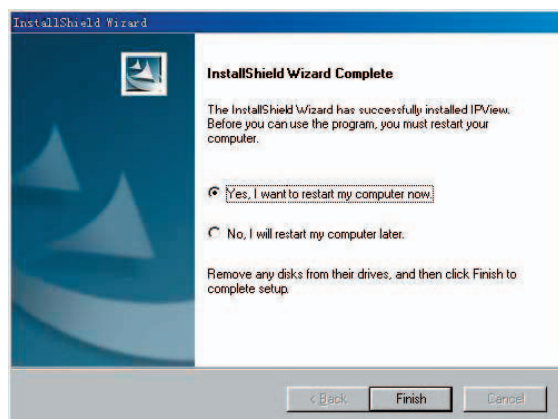 InstallShield Wizard
InstallShield Wizard Complete
The InstallShield Wizard has successfully installed IPView.
Before you can use the program, you must restart your
computer.
Yes, I want to restart my computer now.
No, I will restart my computer later.
Remove any disks from their drives, and then click Finish to
complete setup.
< Back
Finish
Cancel